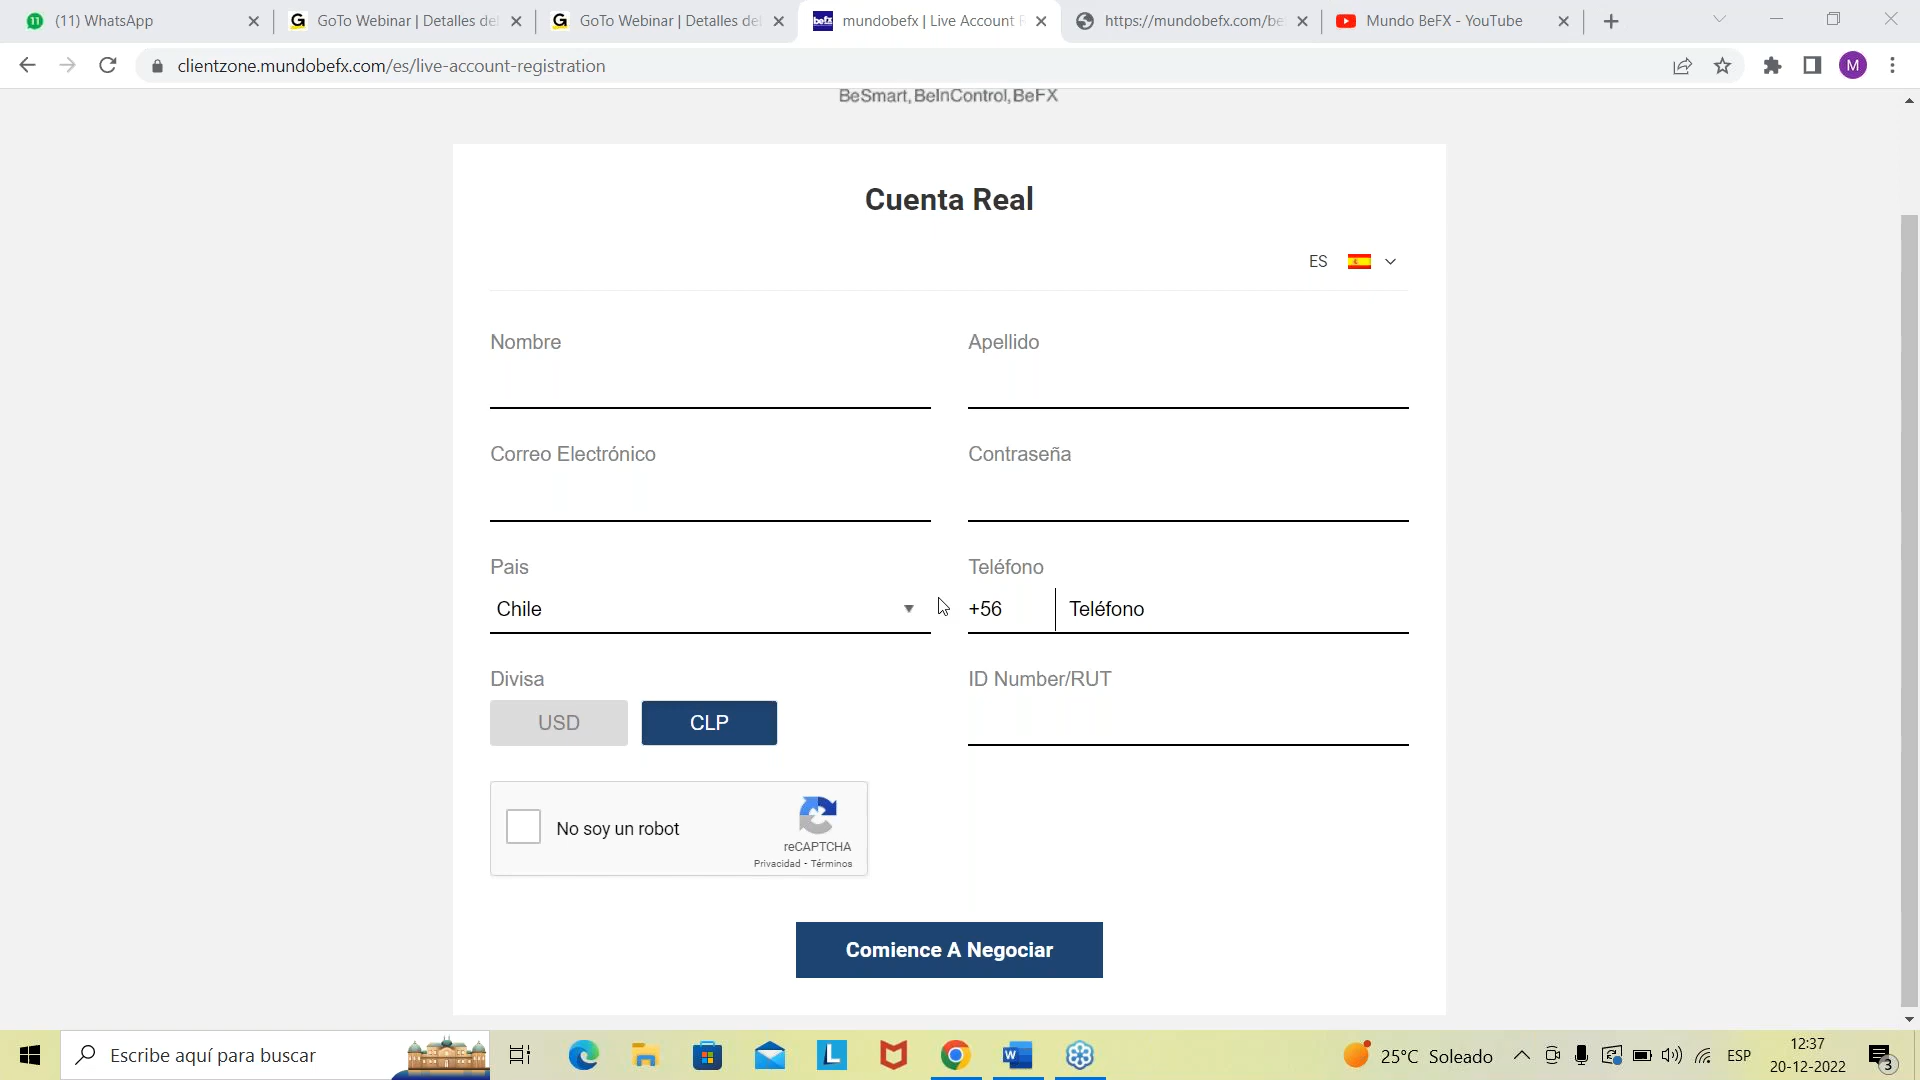 (11) WhatsApp
GoTo Webinar | Detalles del
GoTo Webinar | Detalles del
mundobefx | Live Account R
https://mundobefx.com/be
Mundo BeFX - YouTube
clientzone.mundobefx.com/es/live-account-registration
M
BeSmart, BeInControl, BeFX
Cuenta Real
ES
Nombre
Apellido
Correo Electrónico
Contraseña
Pais
Teléfono
Chile
+56
Teléfono
Divisa
ID Number/RUT
USD
CLP
No soy un robot
reCAPTCHA
Privacidad - Términos
Comience A Negociar
Escribe aquí para buscar
25°C Soleado
ESP
12:37
20-12-2022
3